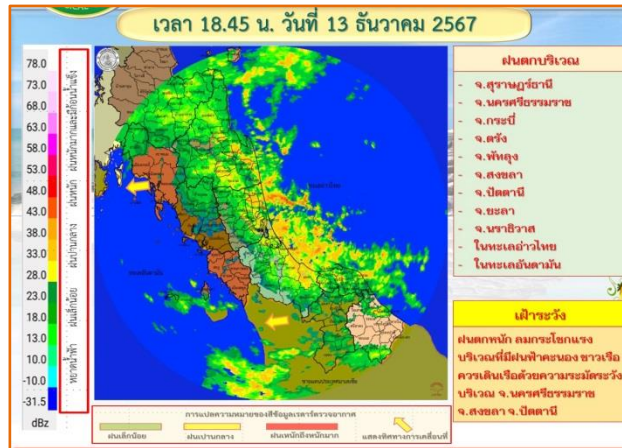 เวลา 18.45 น. วันที่ 13 ธันวาคม 2567
78.0
73.0
68.0
63.0
58.0
53.0
48.0
43.0
38.0
33.0
28.0
23.0
18.0
13.0
10.0
-10.0
-31.5
dBz
ฝนหนักมากและมีก้อนน้ำแข็ง
ฝนหนัก
ฝนปานกลาง
ฝนเล็กน้อย
หยาดน้ำฟ้า
ฝนตกบริเวณ
- จ.สุราษฎร์ธานี
- จ.นครศรีธรรมราช
- จ.กระบี่
- จ.ตรัง
- จ.พัทลุง
- จ.สงขลา
- จ.ปัตตานี
- จ.ยะลา
- จ.นราธิวาส
- ในทะเลอ่าวไทย
- ในทะเลอันดามัน
เฝ้าระวัง
ฝนตกหนัก ลมกระโชกแรง
บริเวณที่มีฝนฟ้าคะนอง ชาวเรือ
ควรเดินเรือด้วยความระมัดระวัง
บริเวณ จ.นครศรีธรรมราช
จ.สงขลา จ.ปัตตานี
การแปลความหมายของสีข้อมูลเรดาร์ตรวจอากาศ
ฝนเล็กน้อย
ฝนปานกลาง
ฝนหนักถึงหนักมาก
แสดงทิศทางการเคลื่อนที่